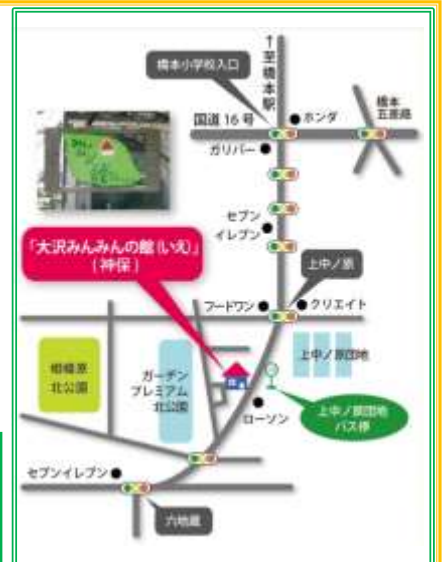 ↑至橋本駅
橋本小学校入口
国道 16 号
ホンダ
橋本
五差路
ガリバー
セブン
イレブン
「大沢みんみんの館(いえ)」
(神保)
上中ノ原
フードワン
クリエイト
相模原
北公園
ガーデン
プレミアム
北公園
上中ノ原団地
ローソン
上中ノ原団地
バス停
セブンイレブン
六地蔵